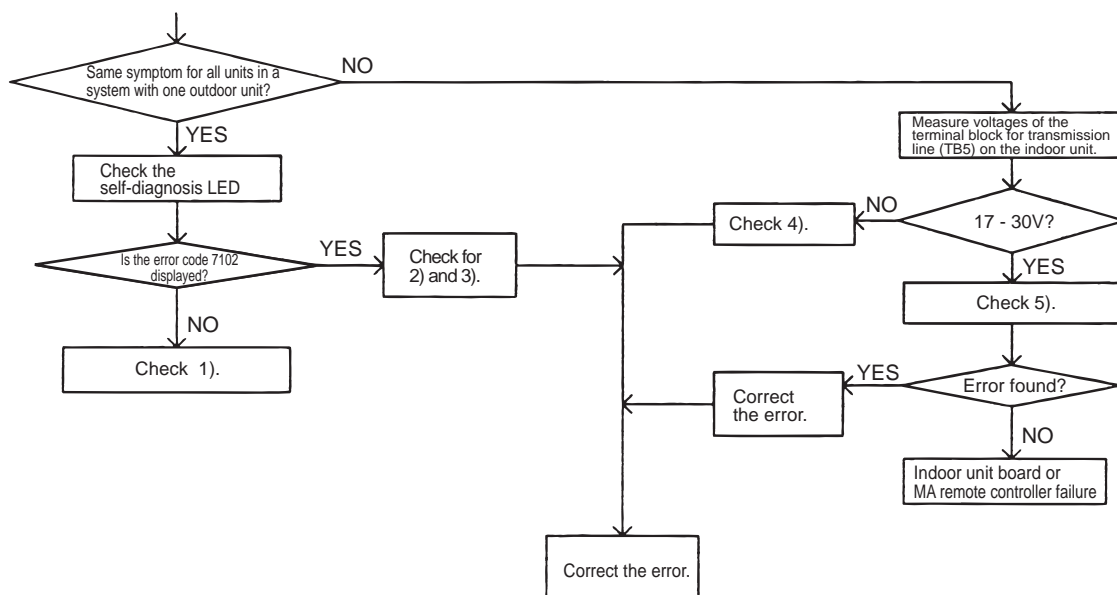 Same symptom for all units in a
system with one outdoor unit?
NO
YES
Measure voltages of the
terminal block for transmission
line (TB5) on the indoor unit.
Check the
self-diagnosis LED
17 - 30V?
NO
Check 4).
YES
Is the error code 7102
displayed?
YES
Check for
2) and 3).
Check 5).
NO
Check 1).
Error found?
YES
Correct
the error.
NO
Indoor unit board or
MA remote controller failure
Correct the error.